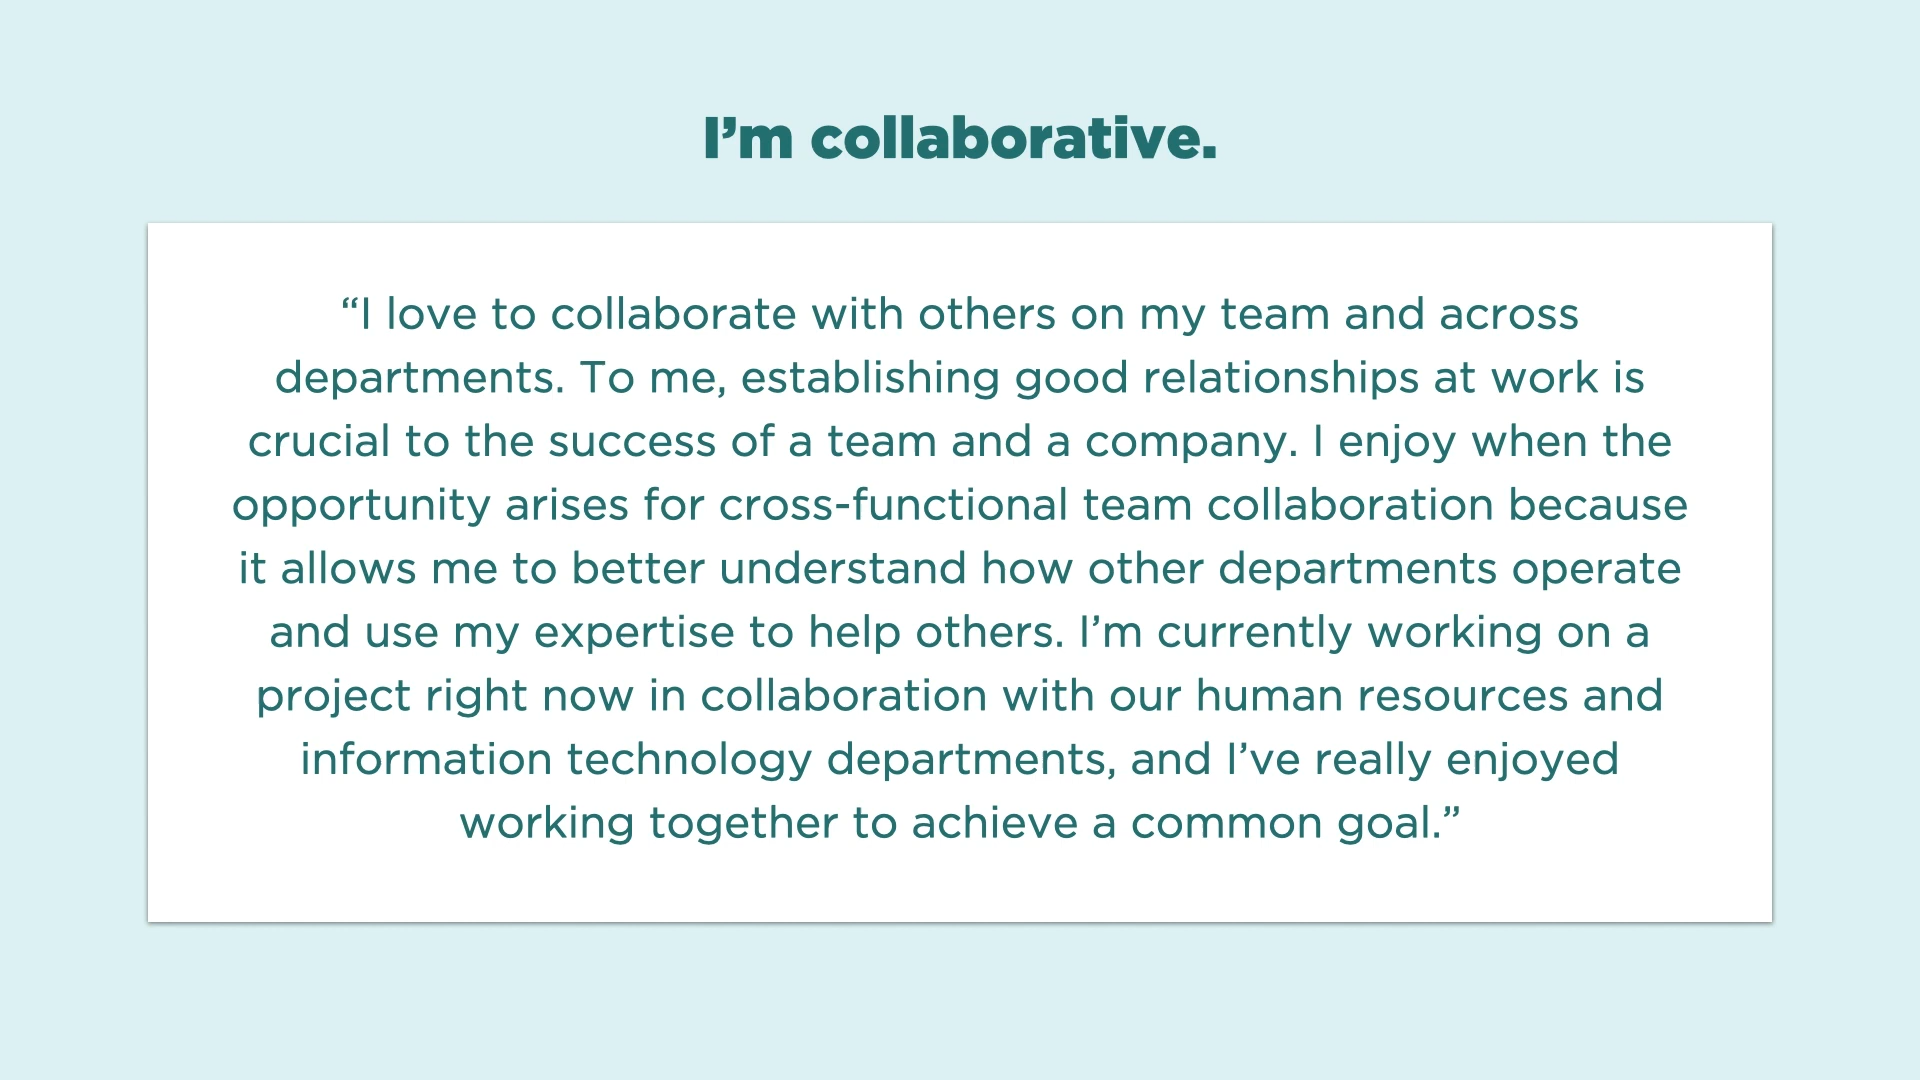 I’m collaborative.
“I love to collaborate with others on my team and across
departments. To me, establishing good relationships at work is
crucial to the success of a team and a company. I enjoy when the
opportunity arises for cross-functional team collaboration because
it allows me to better understand how other departments operate
and use my expertise to help others. I’m currently working on a
project right now in collaboration with our human resources and
information technology departments, and I’ve really enjoyed
working together to achieve a common goal.”